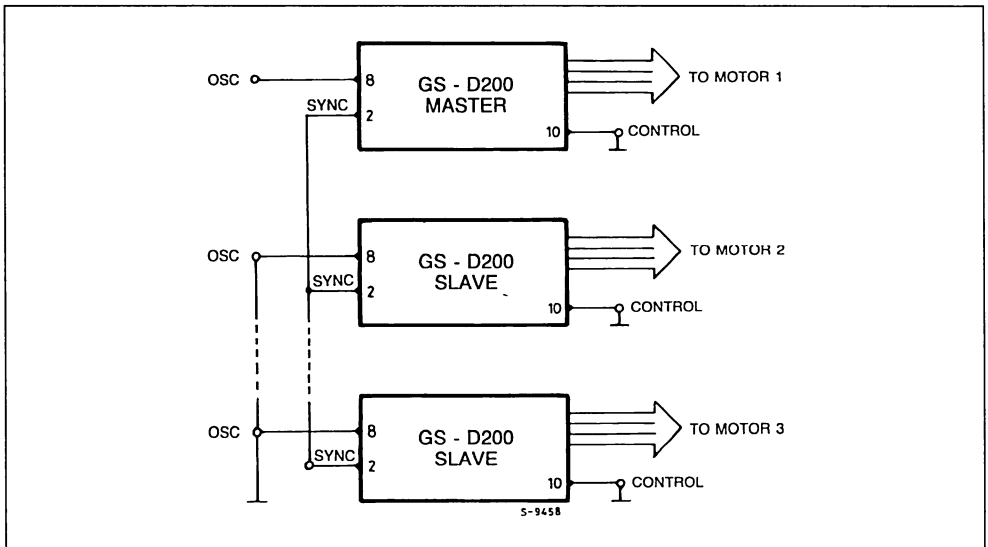 OSC
8
GS - D200
MASTER
SYNC
2
10
CONTROL
TO MOTOR 1
OSC
8
GS - D200
SLAVE
SYNC
2
10
CONTROL
TO MOTOR 2
OSC
8
GS - D200
SLAVE
SYNC
2
10
CONTROL
TO MOTOR 3
S-9458